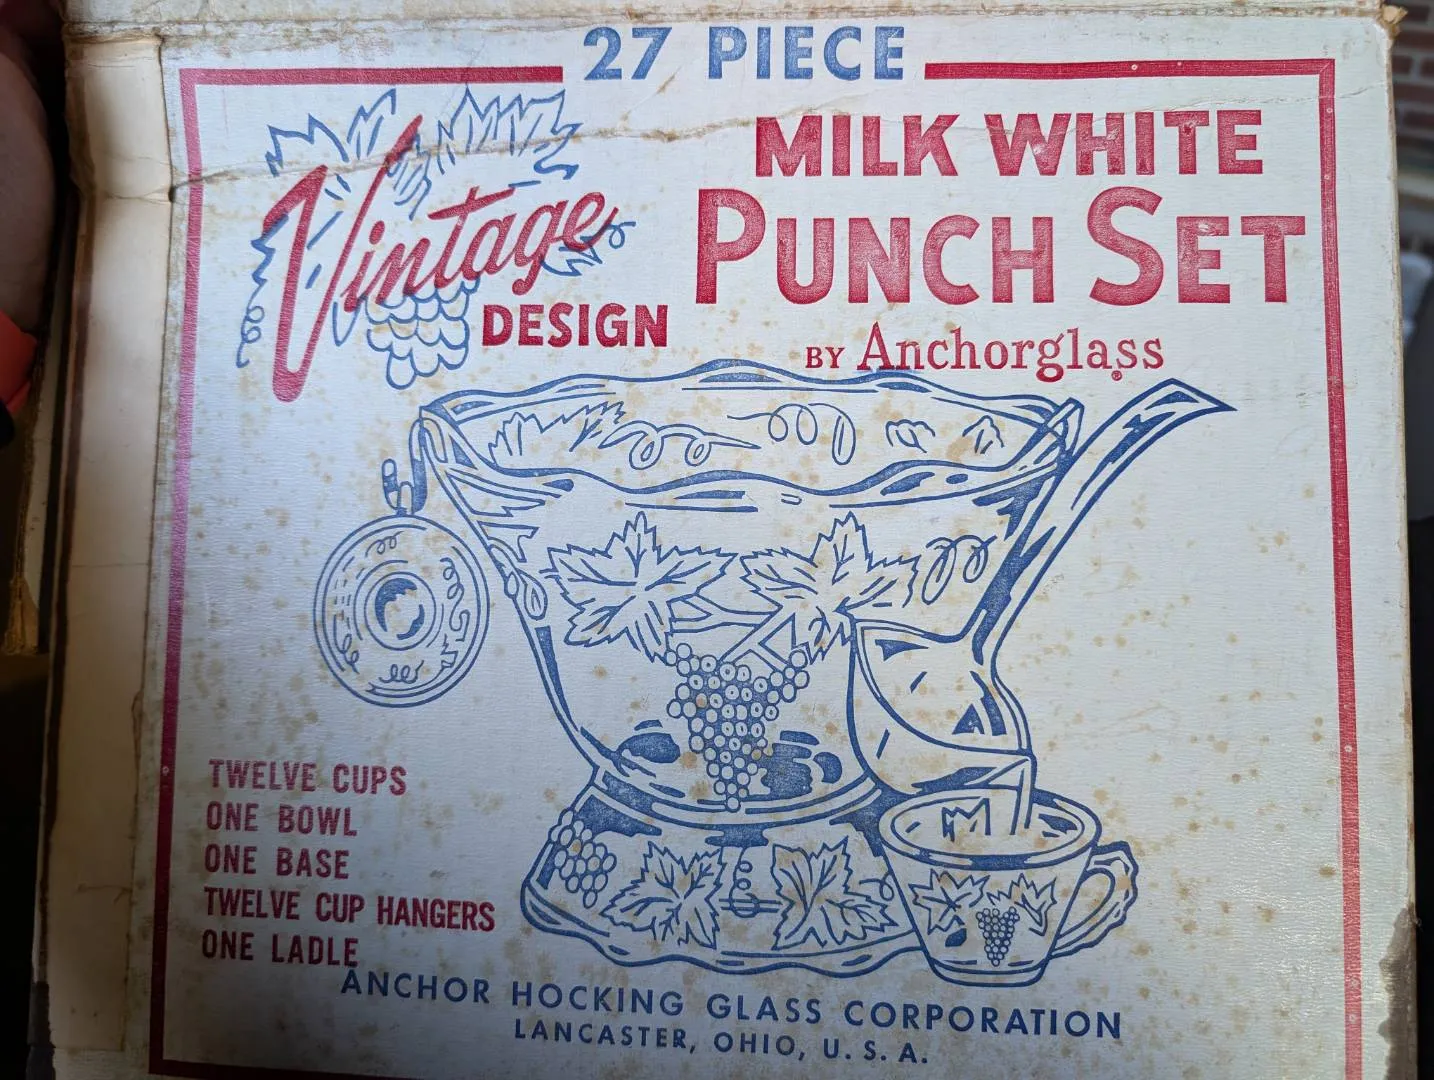 27 PIECE
Vintage
DESIGN
MILK WHITE
PUNCH SET
BY Anchorglass®
TWELVE CUPS
ONE BOWL
ONE BASE
TWELVE CUP HANGERS
ONE LADLE
ANCHOR HOCKING GLASS CORPORATION
LANCASTER, OHIO, U. S. A.